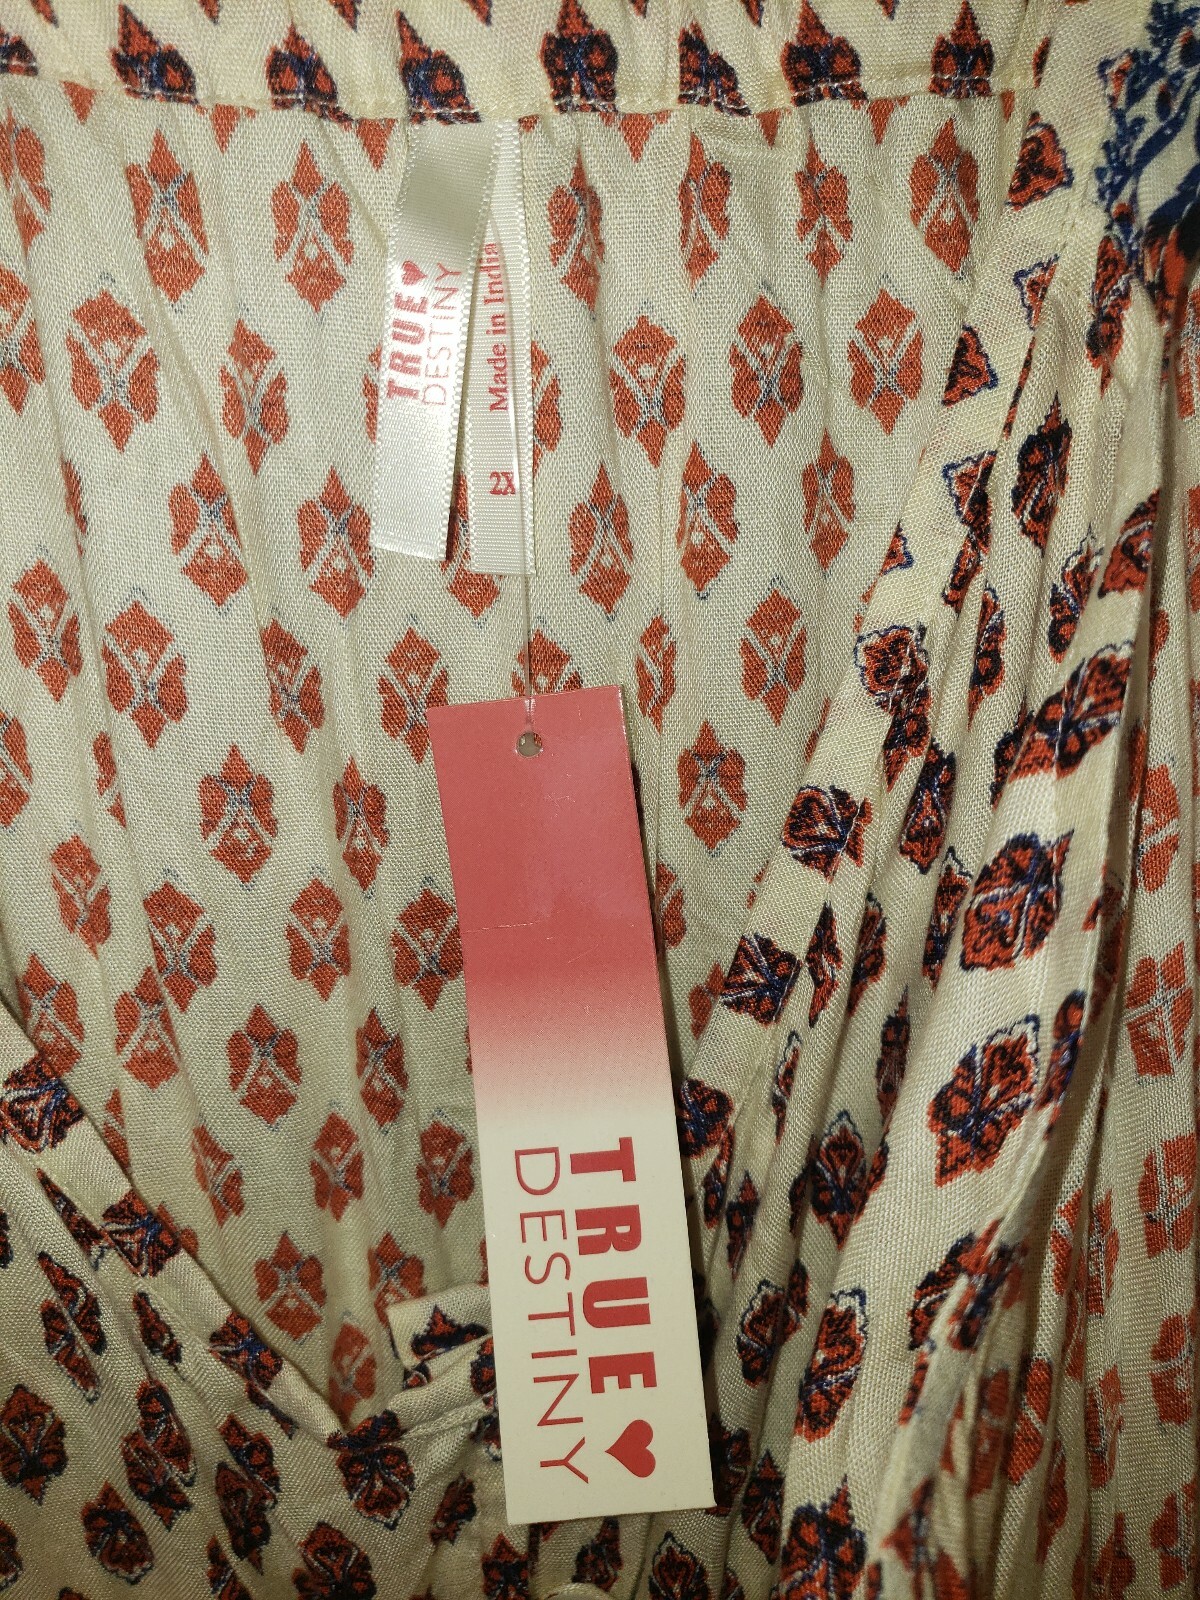 TRUE♥
DESTINY
Made in India
2X
TRUE♥
DESTINY